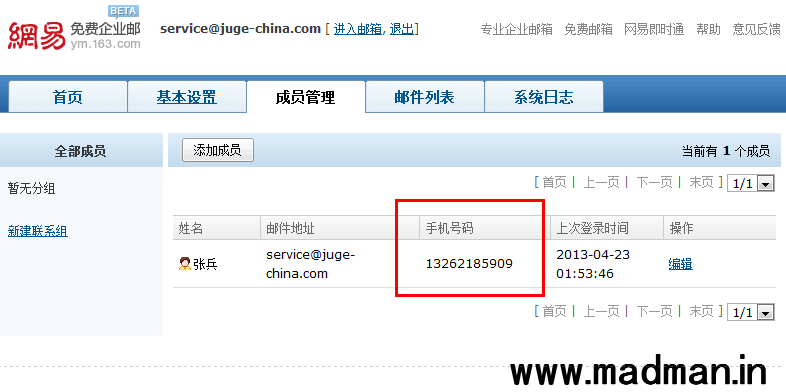 網易 免费企业邮 BETA
ym.163.com
service@juge-china.com [ 进入邮箱, 退出]
专业企业邮箱 免费邮箱 网易即时通 帮助 意见反馈
首页 基本设置 成员管理 邮件列表 系统日志
全部成员
暂无分组
新建联系组
添加成员 当前有 1 个成员
[ 首页 | 上一页 | 下一页 | 末页 ] 1/1
姓名 邮件地址 手机号码 上次登录时间 操作
张兵 service@juge- 13262185909 2013-04-23 编辑
china.com 01:53:46
[ 首页 | 上一页 | 下一页 | 末页 ] 1/1
www.madman.in